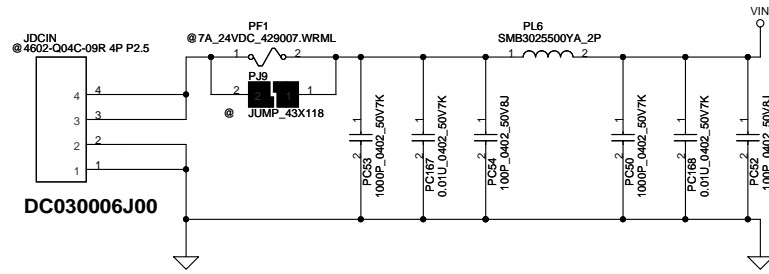 VIN
JDCIN
@ 4602-Q04C-09R 4P P2.5
PF1
@ 7A_24VDC_429007.WRML
1 2
PL6
SMB3025500YA_2P
1 2
PJ9
2 2 1 1
@ JUMP_43X118
4 4
3 3
2 2
1 1
DC030006J00
1
2
PC53
1000P_0402_50V7K
1
2
PC167
0.01U_0402_50V7K
1
2
PC54
100P_0402_50V8J
1
2
PC50
1000P_0402_50V7K
1
2
PC168
0.01U_0402_50V7K
1
2
PC52
100P_0402_50V8J